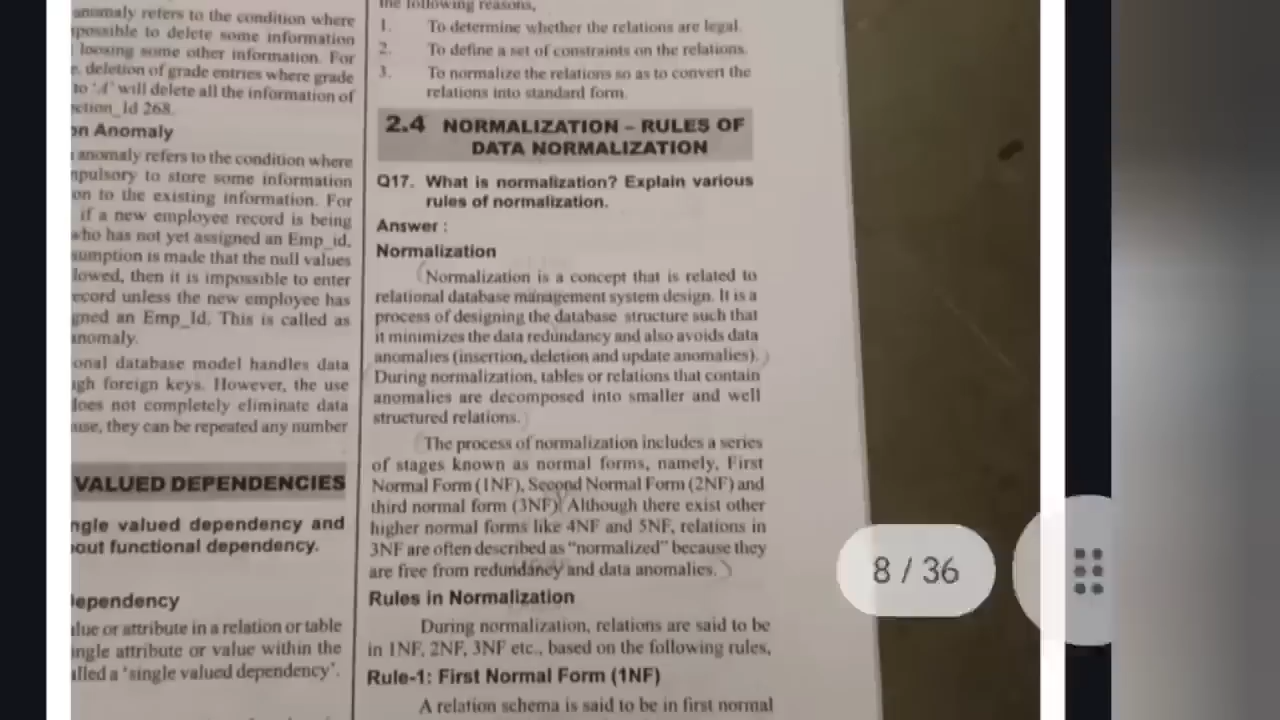 anomaly refers to the condition where
possible to delete some information
loosing some other information. For
e. deletion of grade entries where grade
to 'A' will delete all the information of
ection_Id 268.
on Anomaly
anomaly refers to the condition where
mpulsory to store some information
on to the existing information. For
if a new employee record is being
who has not yet assigned an Emp_id.
sumption is made that the null values
lowed, then it is impossible to enter
record unless the new employee has
gned an Emp_Id. This is called as
anomaly.
onal database model handles data
gh foreign keys. However, the use
does not completely eliminate data
use, they can be repeated any number
VALUED DEPENDENCIES
ngle valued dependency and
out functional dependency.
ependency
alue or attribute in a relation or table
ingle attribute or value within the
alled a 'single valued dependency'.
the following reasons,
1. To determine whether the relations are legal.
2. To define a set of constraints on the relations.
3. To normalize the relations so as to convert the
relations into standard form.
2.4 NORMALIZATION – RULES OF
DATA NORMALIZATION
Q17. What is normalization? Explain various
rules of normalization.
Answer :
Normalization
Normalization is a concept that is related to
relational database management system design. It is a
process of designing the database structure such that
it minimizes the data redundancy and also avoids data
anomalies (insertion, deletion and update anomalies).
During normalization, tables or relations that contain
anomalies are decomposed into smaller and well
structured relations.
The process of normalization includes a series
of stages known as normal forms, namely, First
Normal Form (1NF), Second Normal Form (2NF) and
third normal form (3NF). Although there exist other
higher normal forms like 4NF and 5NF, relations in
3NF are often described as "normalized" because they
are free from redundancy and data anomalies.
Rules in Normalization
During normalization, relations are said to be
in 1NF, 2NF, 3NF etc., based on the following rules,
Rule-1: First Normal Form (1NF)
A relation schema is said to be in first normal
8 / 36